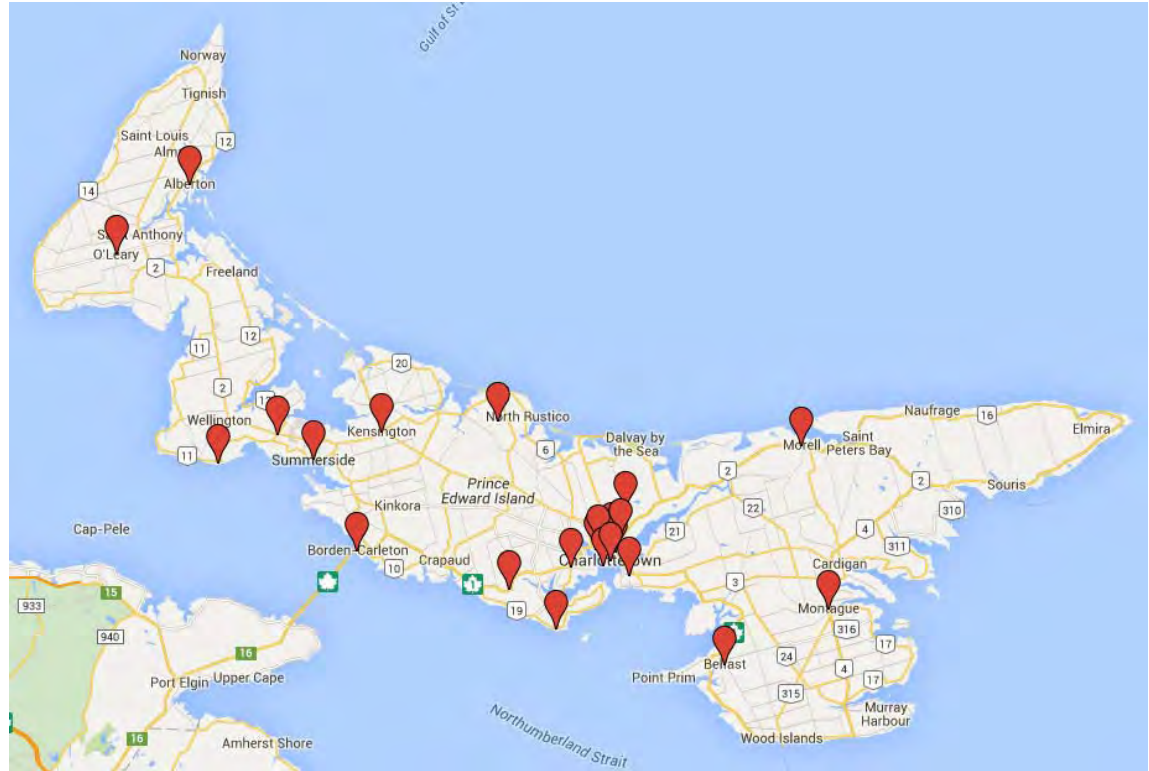 Gulf of St
Norway
Tignish
Saint Louis
12
Alm
Alberton
14
Anthony
O'Leary
2
Freeland
12
11
20
2
Wellington
North Rustico
Naufrage
16
Kensington
Elmira
Dalvay by
the Sea
Morell
Saint
Peters Bay
11
Summerside
6
2
2
Souris
Prince
Edward Island
Kinkora
22
310
Cap-Pele
21
4
311
Borden-Carleton
Crapaud
Charlottetown
10
1
Cardigan
3
15
933
19
Montague
940
316
17
16
24
4
Belfast
Point Prim
17
Port Elgin
Upper Cape
315
Murray
Harbour
Northumberland Strait
Wood Islands
16
Amherst Shore